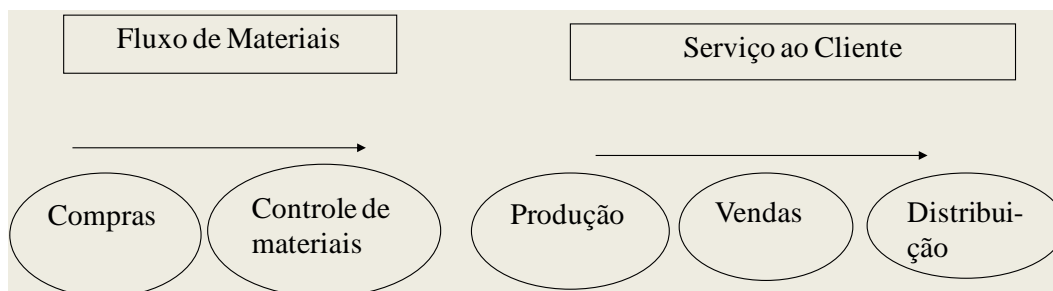 Fluxo de Materiais
Serviço ao Cliente
Compras
Controle de
materiais
Produção
Vendas
Distribui-
ção